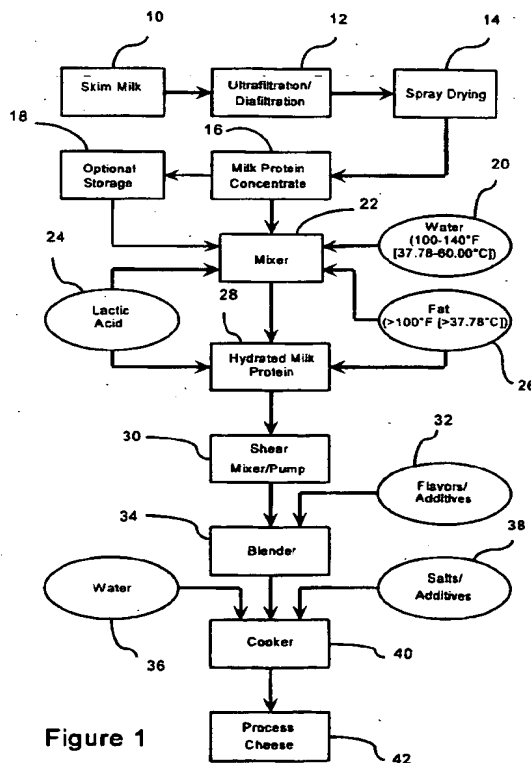 10
12
14
Skim Milk
Ultrafiltration/
Diafiltration
Spray Drying
18
16
Optional
Storage
Milk Protein
Concentrate
20
22
Water
(100-140°F
[37.78-60.00°C])
24
Mixer
Lactic
Acid
28
Fat
(>100°F [>37.78°C])
Hydrated Milk
Protein
26
30
32
Shear
Mixer/Pump
Flavors/
Additives
34
38
Blender
Water
Salts/
Additives
36
Cooker
40
Figure 1
Process
Cheese
42